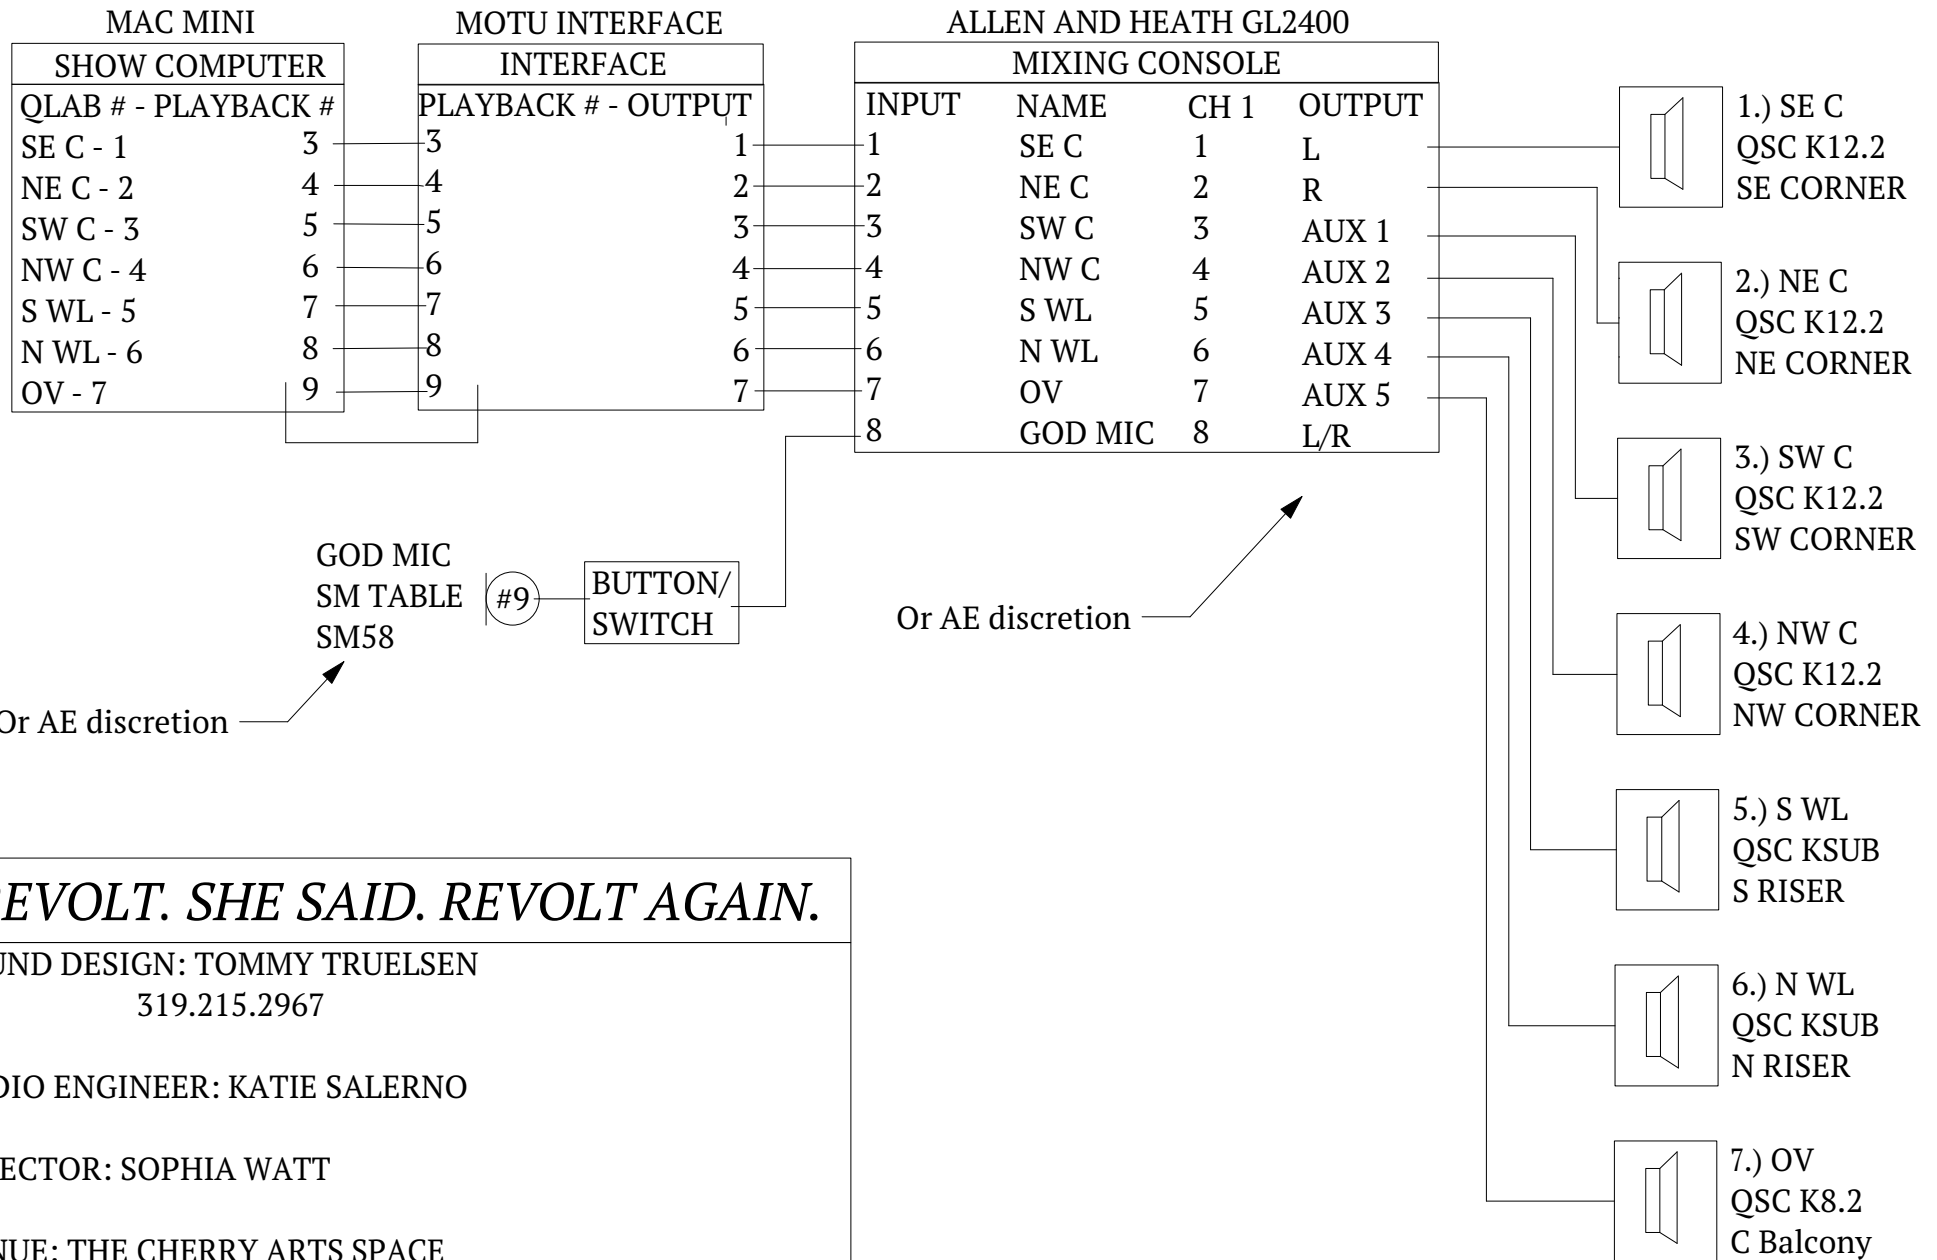 MAC MINI
SHOW COMPUTER
QLAB # - PLAYBACK #
SE C - 1 3
NE C - 2 4
SW C - 3 5
NW C - 4 6
S WL - 5 7
N WL - 6 8
OV - 7 9
MOTU INTERFACE
INTERFACE
PLAYBACK # - OUTPUT
3 1
4 2
5 3
6 4
7 5
8 6
9 7
ALLEN AND HEATH GL2400
MIXING CONSOLE
INPUT NAME CH 1 OUTPUT
1 SE C 1 L
2 NE C 2 R
3 SW C 3 AUX 1
4 NW C 4 AUX 2
5 S WL 5 AUX 3
6 N WL 6 AUX 4
7 OV 7 AUX 5
8 GOD MIC 8 L/R
1.) SE C
QSC K12.2
SE CORNER
2.) NE C
QSC K12.2
NE CORNER
3.) SW C
QSC K12.2
SW CORNER
4.) NW C
QSC K12.2
NW CORNER
5.) S WL
QSC KSUB
S RISER
6.) N WL
QSC KSUB
N RISER
7.) OV
QSC K8.2
C Balcony
GOD MIC
SM TABLE
SM58
#9
BUTTON/
SWITCH
Or AE discretion
Or AE discretion
EVOLT. SHE SAID. REVOLT AGAIN.
UND DESIGN: TOMMY TRUELSEN
319.215.2967
DIO ENGINEER: KATIE SALERNO
ECTOR: SOPHIA WATT
NUE: THE CHERRY ARTS SPACE